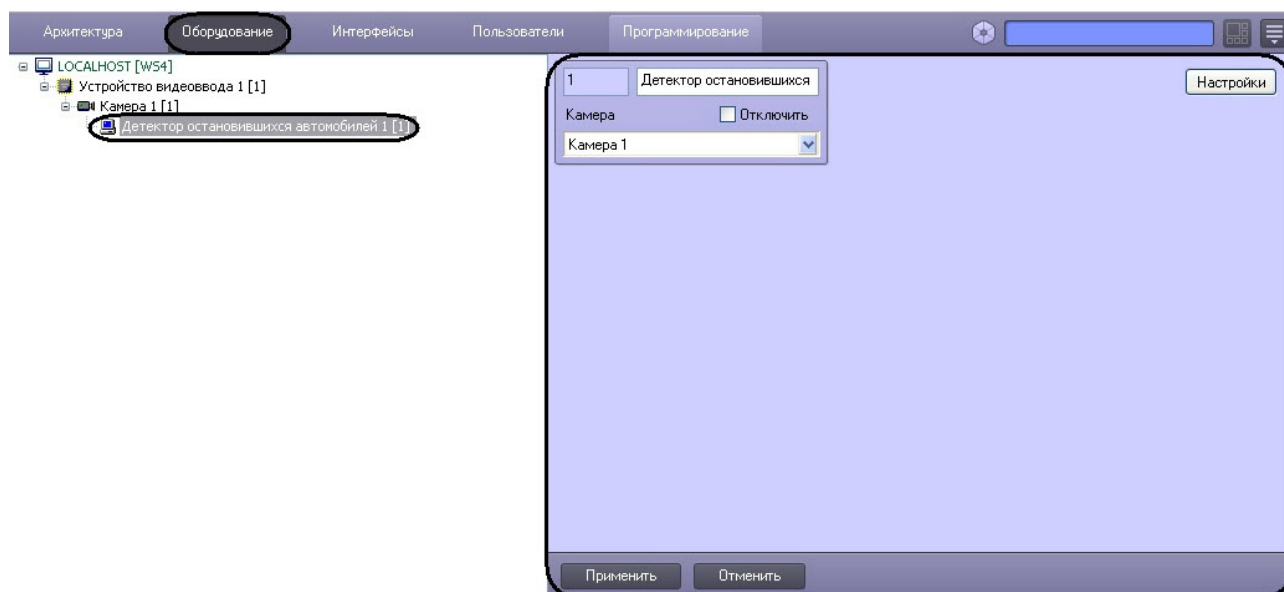 Архитектура Оборудование Интерфейсы Пользователи Программирование
LOCALHOST [WS4]
Устройство видеоввода 1 [1]
Камера 1 [1]
Детектор остановившихся автомобилей 1 [1]
1 Детектор остановившихся
Настройки
Камера Отключить
Камера 1
Применить Отменить